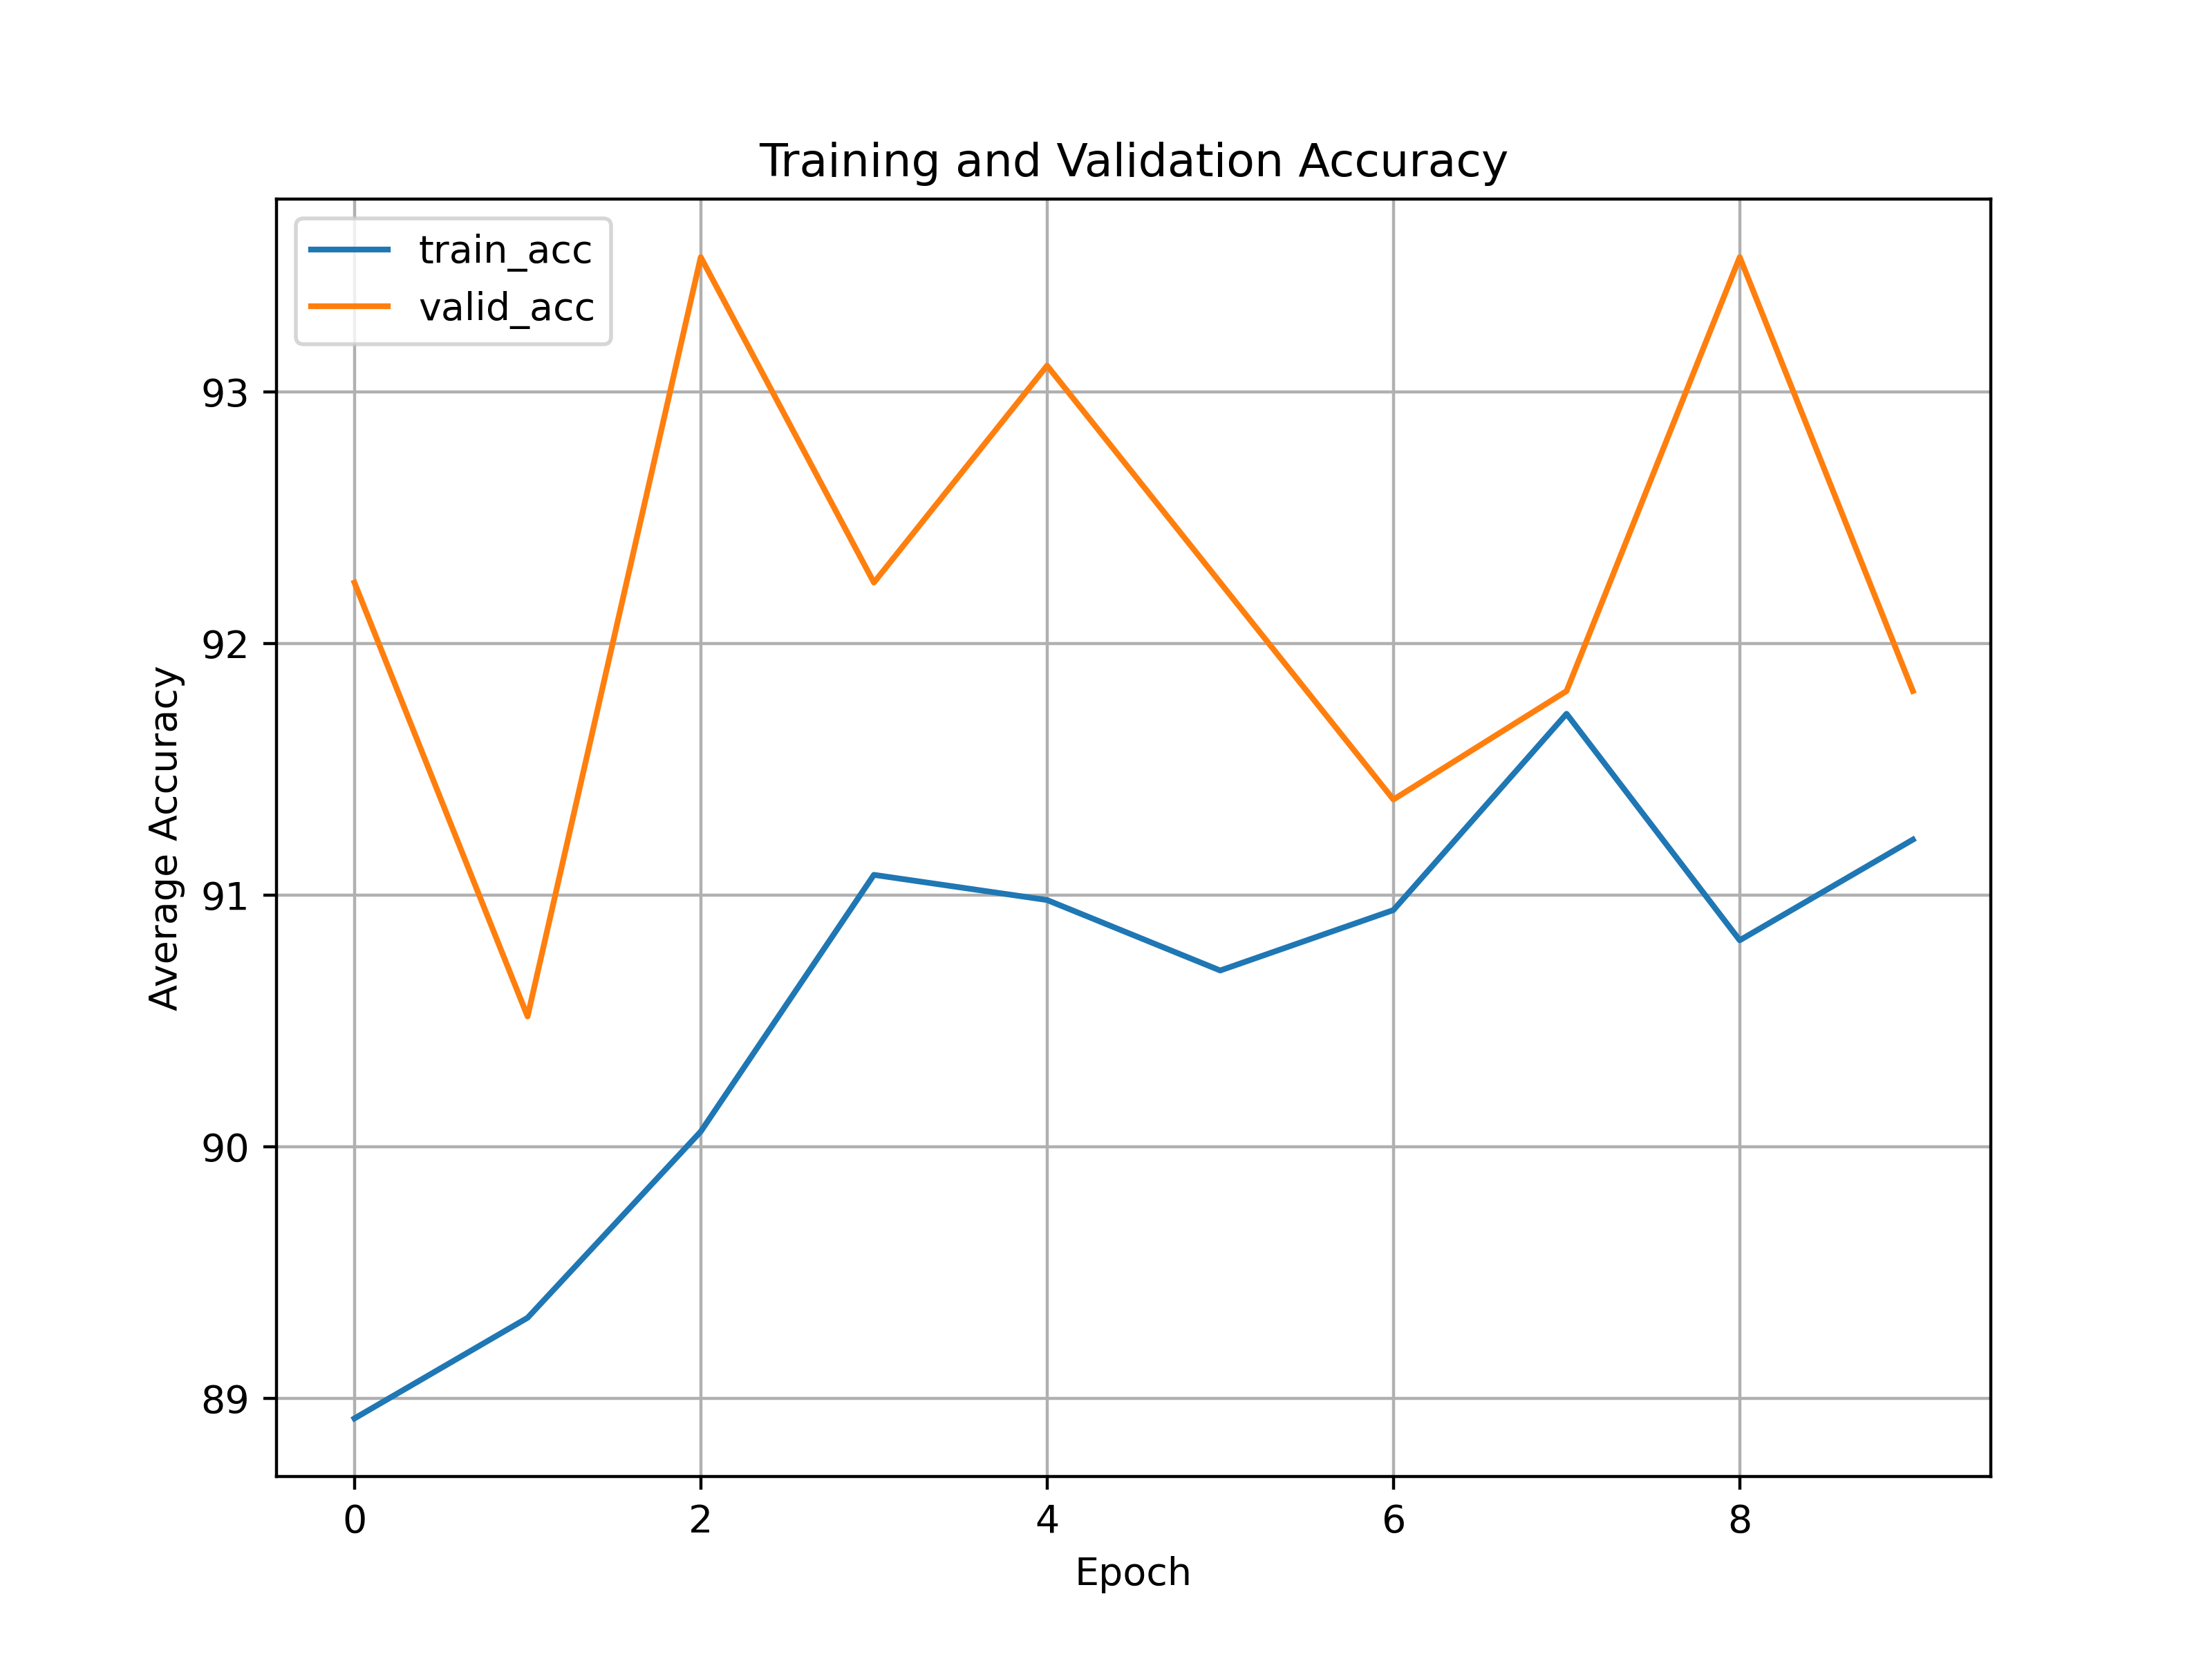 Training and Validation Accuracy
train_acc
valid_acc
93
92
91
90
89
Average Accuracy
0 2 4 6 8
Epoch